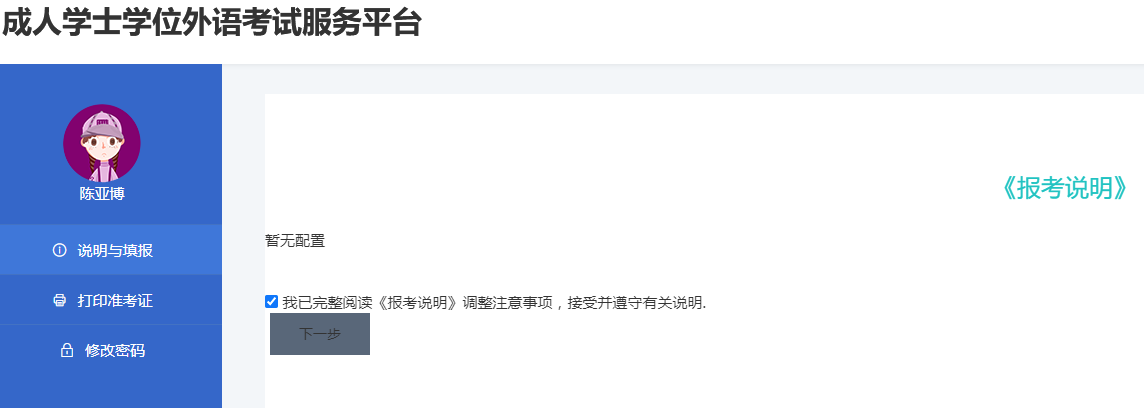 成人学士学位外语考试服务平台
陈亚博
说明与填报
打印准考证
修改密码
《报考说明》
暂无配置
我已完整阅读《报考说明》调整注意事项，接受并遵守有关说明.
下一步